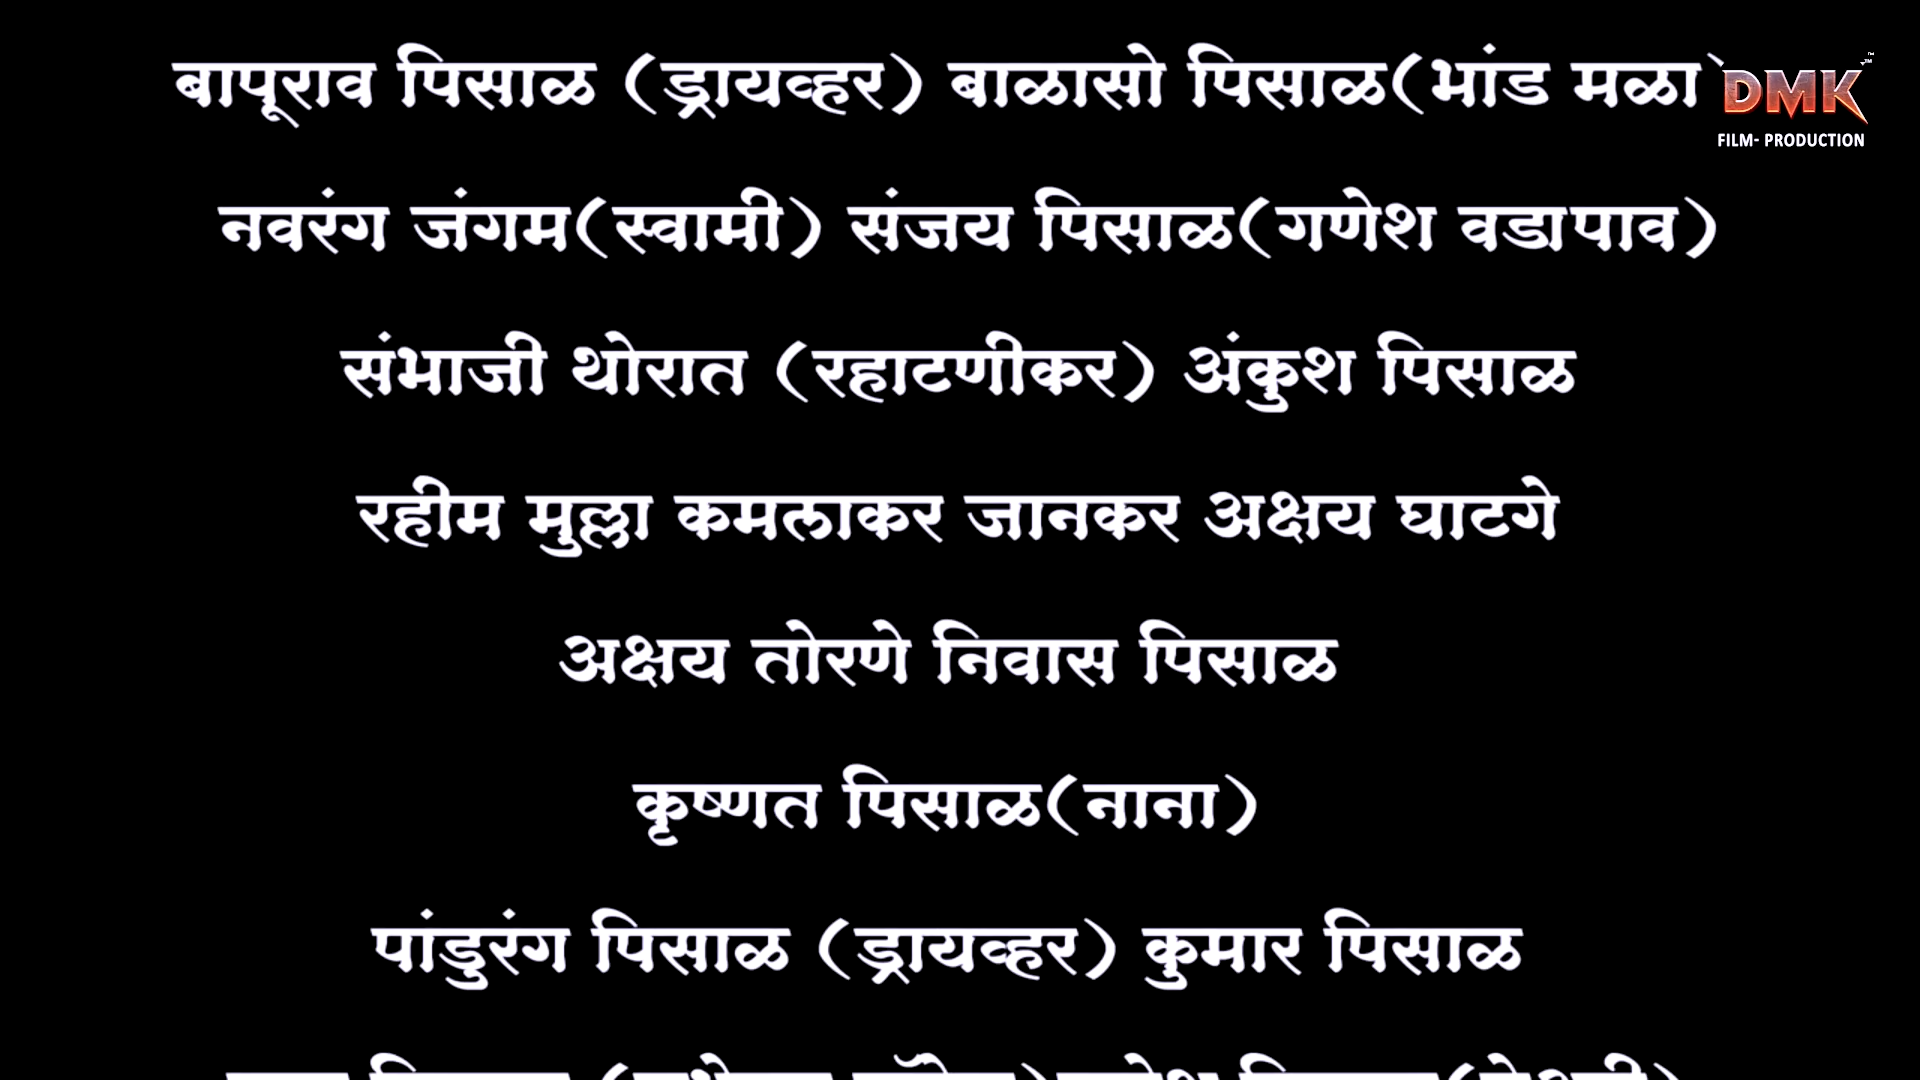 बापूराव पिसाळ (ड्रायव्हर) बाळासो पिसाळ(भांड मळा)
DMK
FILM- PRODUCTION
नवरंग जंगम(स्वामी) संजय पिसाळ(गणेश वडापाव)
संभाजी थोरात (रहाटणीकर) अंकुश पिसाळ
रहीम मुल्ला कमलाकर जानकर अक्षय घाटगे
अक्षय तोरणे निवास पिसाळ
कृष्णत पिसाळ(नाना)
पांडुरंग पिसाळ (ड्रायव्हर) कुमार पिसाळ